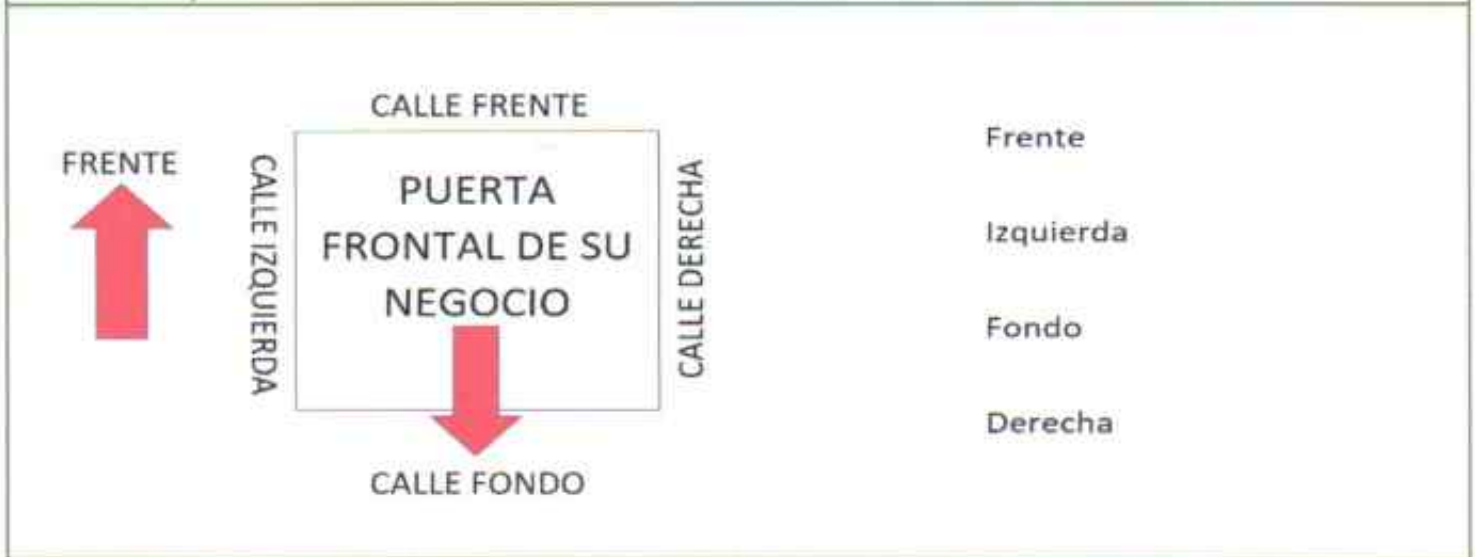 CALLE FRENTE
FRENTE
CALLE IZQUIERDA
PUERTA
FRONTAL DE SU
NEGOCIO
CALLE DERECHA
CALLE FONDO
Frente
Izquierda
Fondo
Derecha